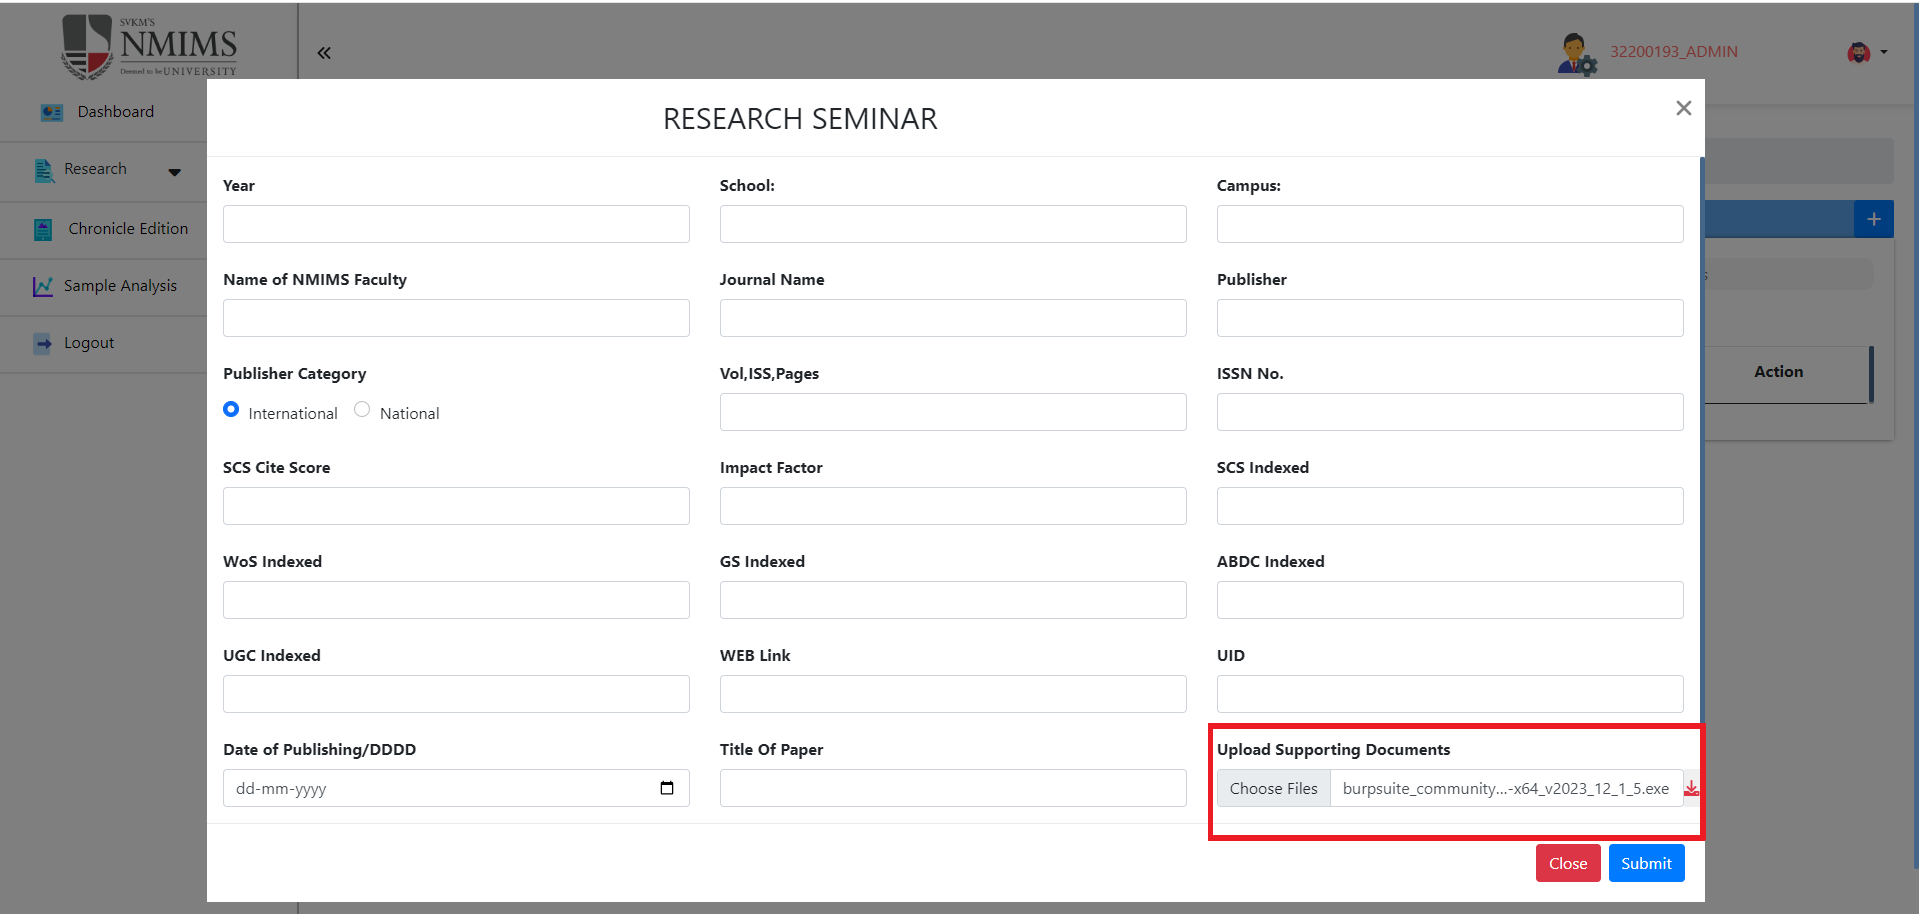 SVKM'S
NMIMS
Deemed to be UNIVERSITY
32200193_ADMIN
Dashboard
Research
Chronicle Edition
Sample Analysis
Logout
RESEARCH SEMINAR
Year School: Campus:
Name of NMIMS Faculty Journal Name Publisher
Publisher Category Vol,ISS,Pages ISSN No.
International National
SCS Cite Score Impact Factor SCS Indexed
WoS Indexed GS Indexed ABDC Indexed
UGC Indexed WEB Link UID
Date of Publishing/DDDD Title Of Paper Upload Supporting Documents
dd-mm-yyyy Choose Files burpsuite_community...-x64_v2023_12_1_5.exe
Close Submit
Action